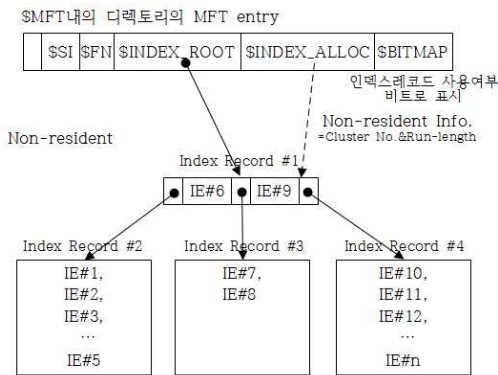 $MFT내의 디렉토리의 MFT entry
$SI $FN $INDEX_ROOT $INDEX_ALLOC $BITMAP
인덱스레코드 사용여부
비트로 표시
Non-resident Info.
=Cluster No.&Run-length
Non-resident
Index Record #1
IE#6 IE#9
Index Record #2 Index Record #3 Index Record #4
IE#1, IE#7, IE#10,
IE#2, IE#8 IE#11,
IE#3, IE#12,
... ...
IE#5 IE#n